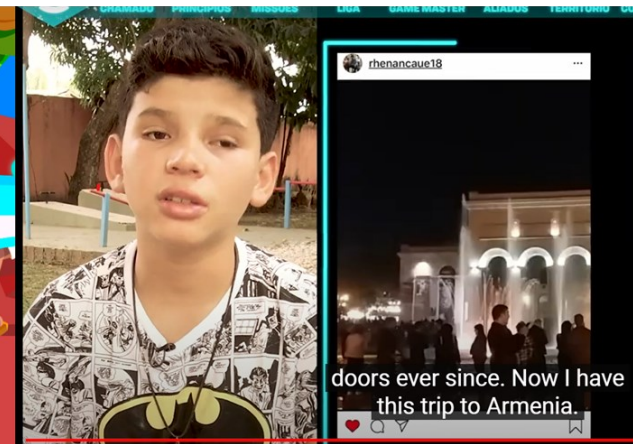 CHAMADO PRINCÍPIOS MISSÕES LIGA GAME MASTER ALIADOS TERRITÓRIO
rhenancaue18
doors ever since. Now I have
this trip to Armenia.